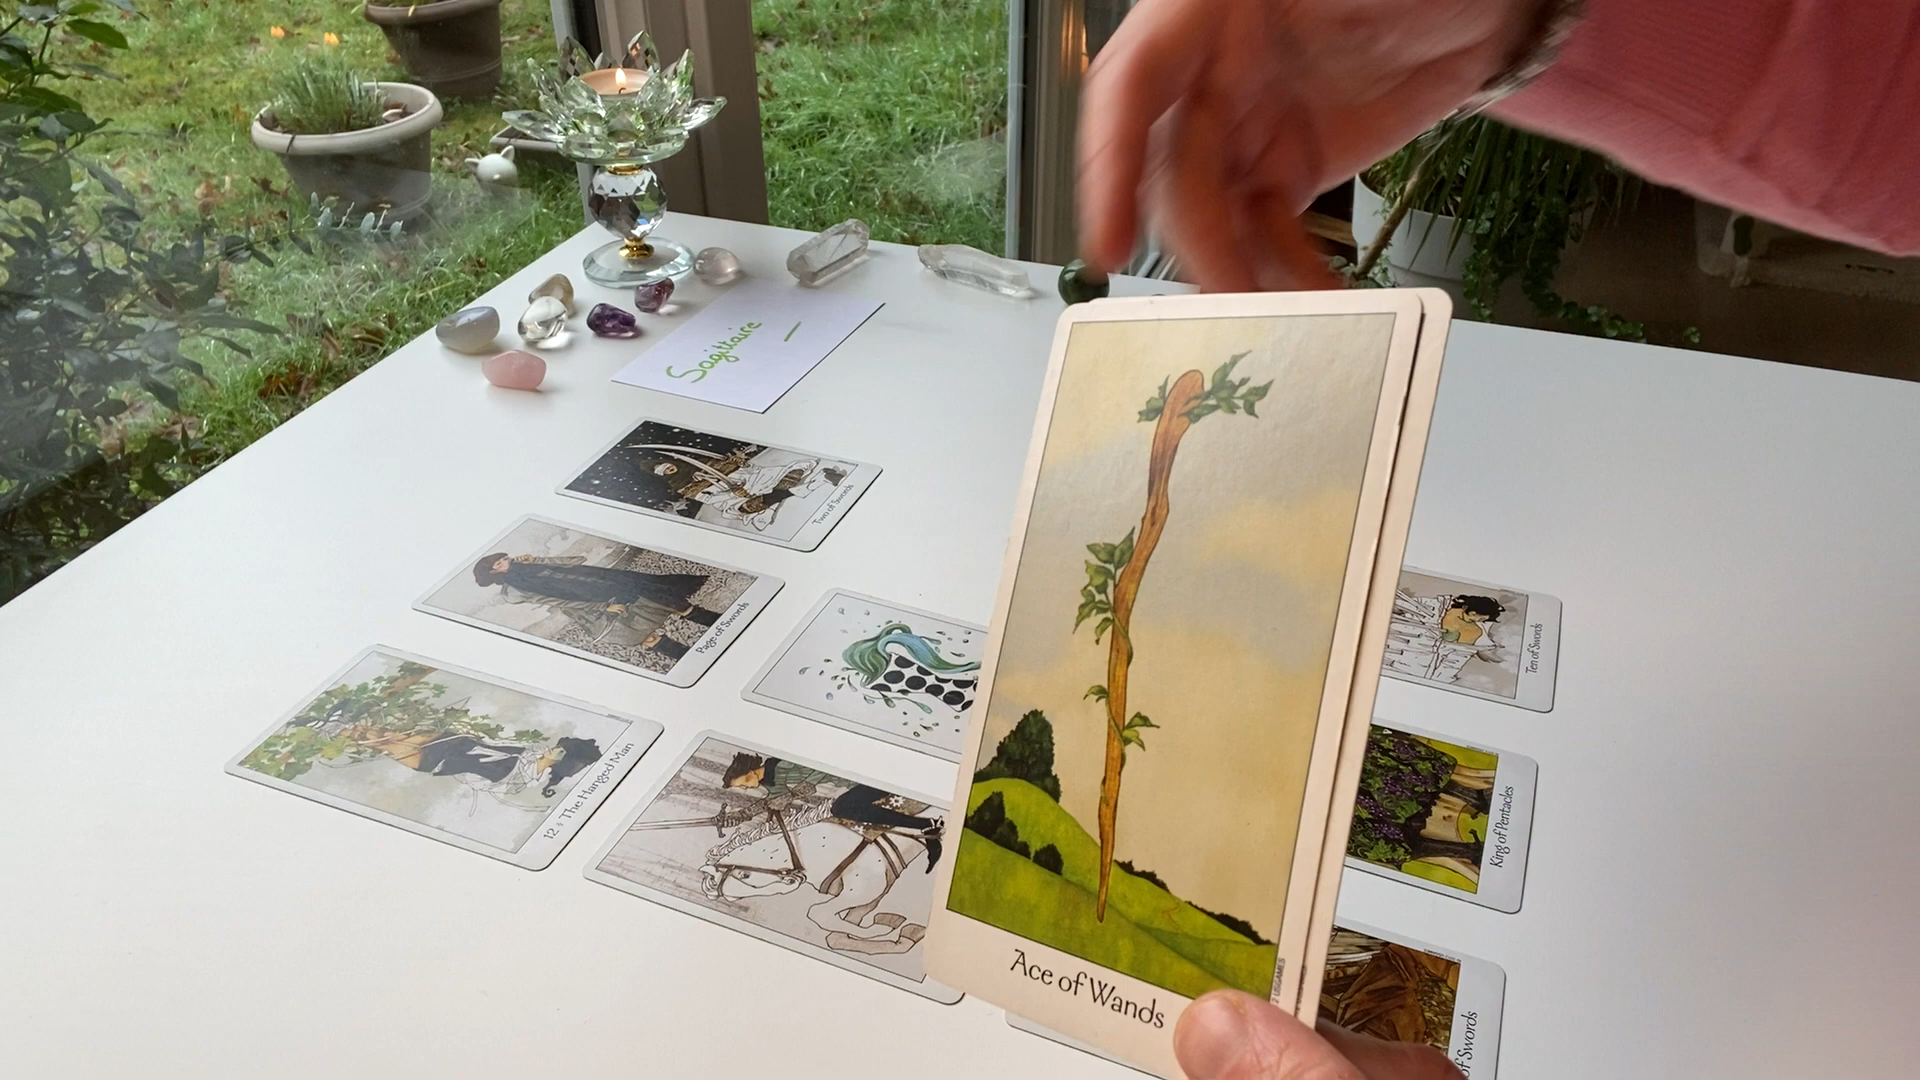 Sagittaire
Two of Swords
Page of Swords
12 The Hanged Man
Ten of Swords
King of Pentacles
of Swords
Ace of Wands